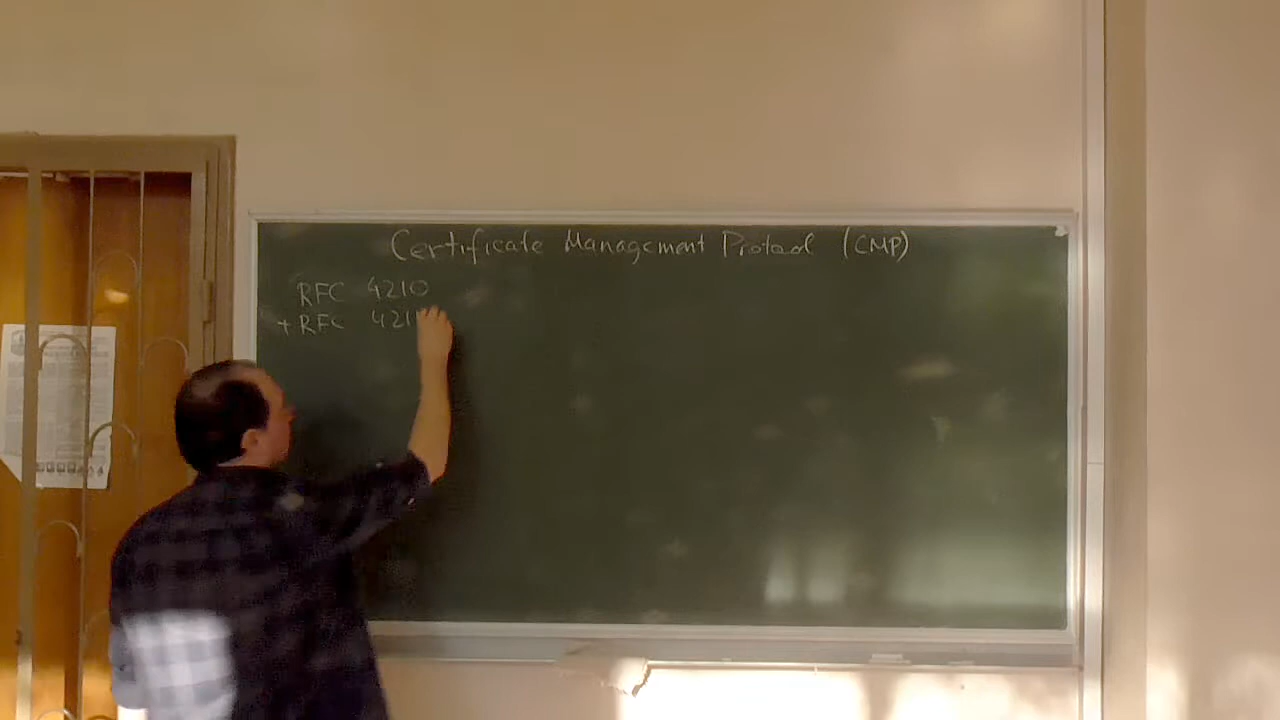 Certificate Management Protocol (CMP)
RFC 4210
+ RFC 421